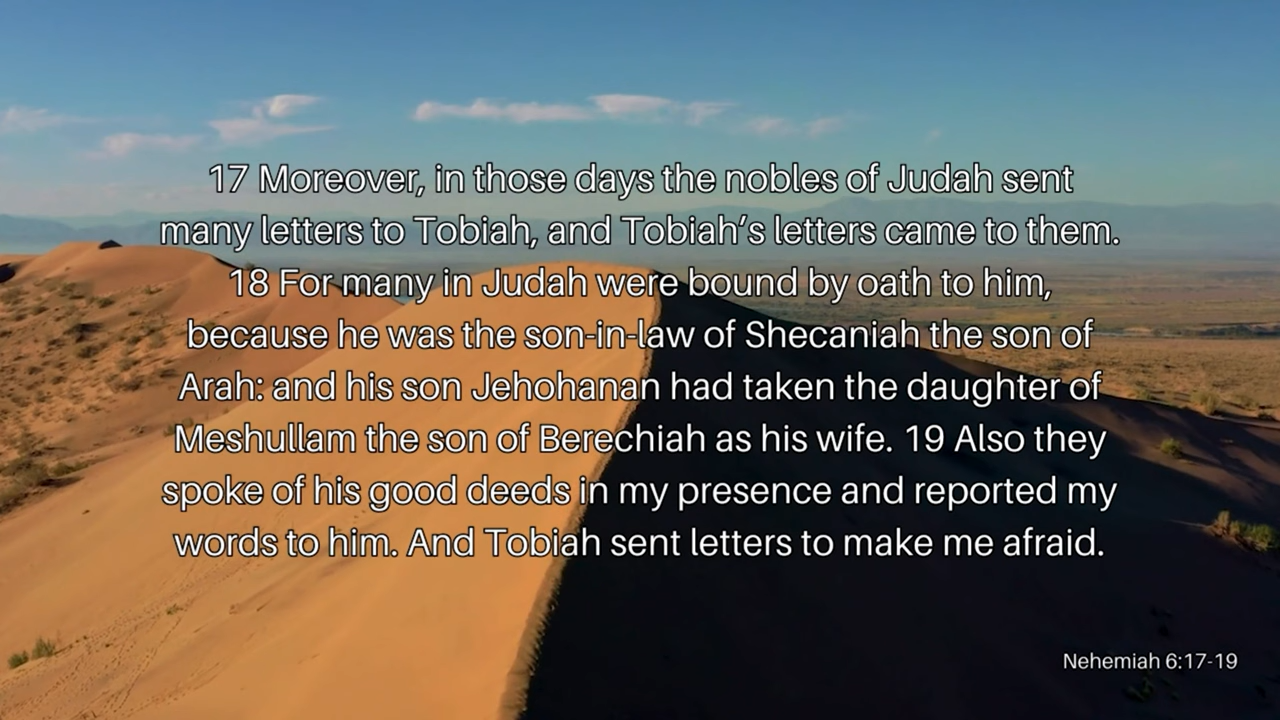 17 Moreover, in those days the nobles of Judah sent
many letters to Tobiah, and Tobiah’s letters came to them.
18 For many in Judah were bound by oath to him,
because he was the son-in-law of Shecaniah the son of
Arah: and his son Jehohanan had taken the daughter of
Meshullam the son of Berechiah as his wife. 19 Also they
spoke of his good deeds in my presence and reported my
words to him. And Tobiah sent letters to make me afraid.
Nehemiah 6:17-19